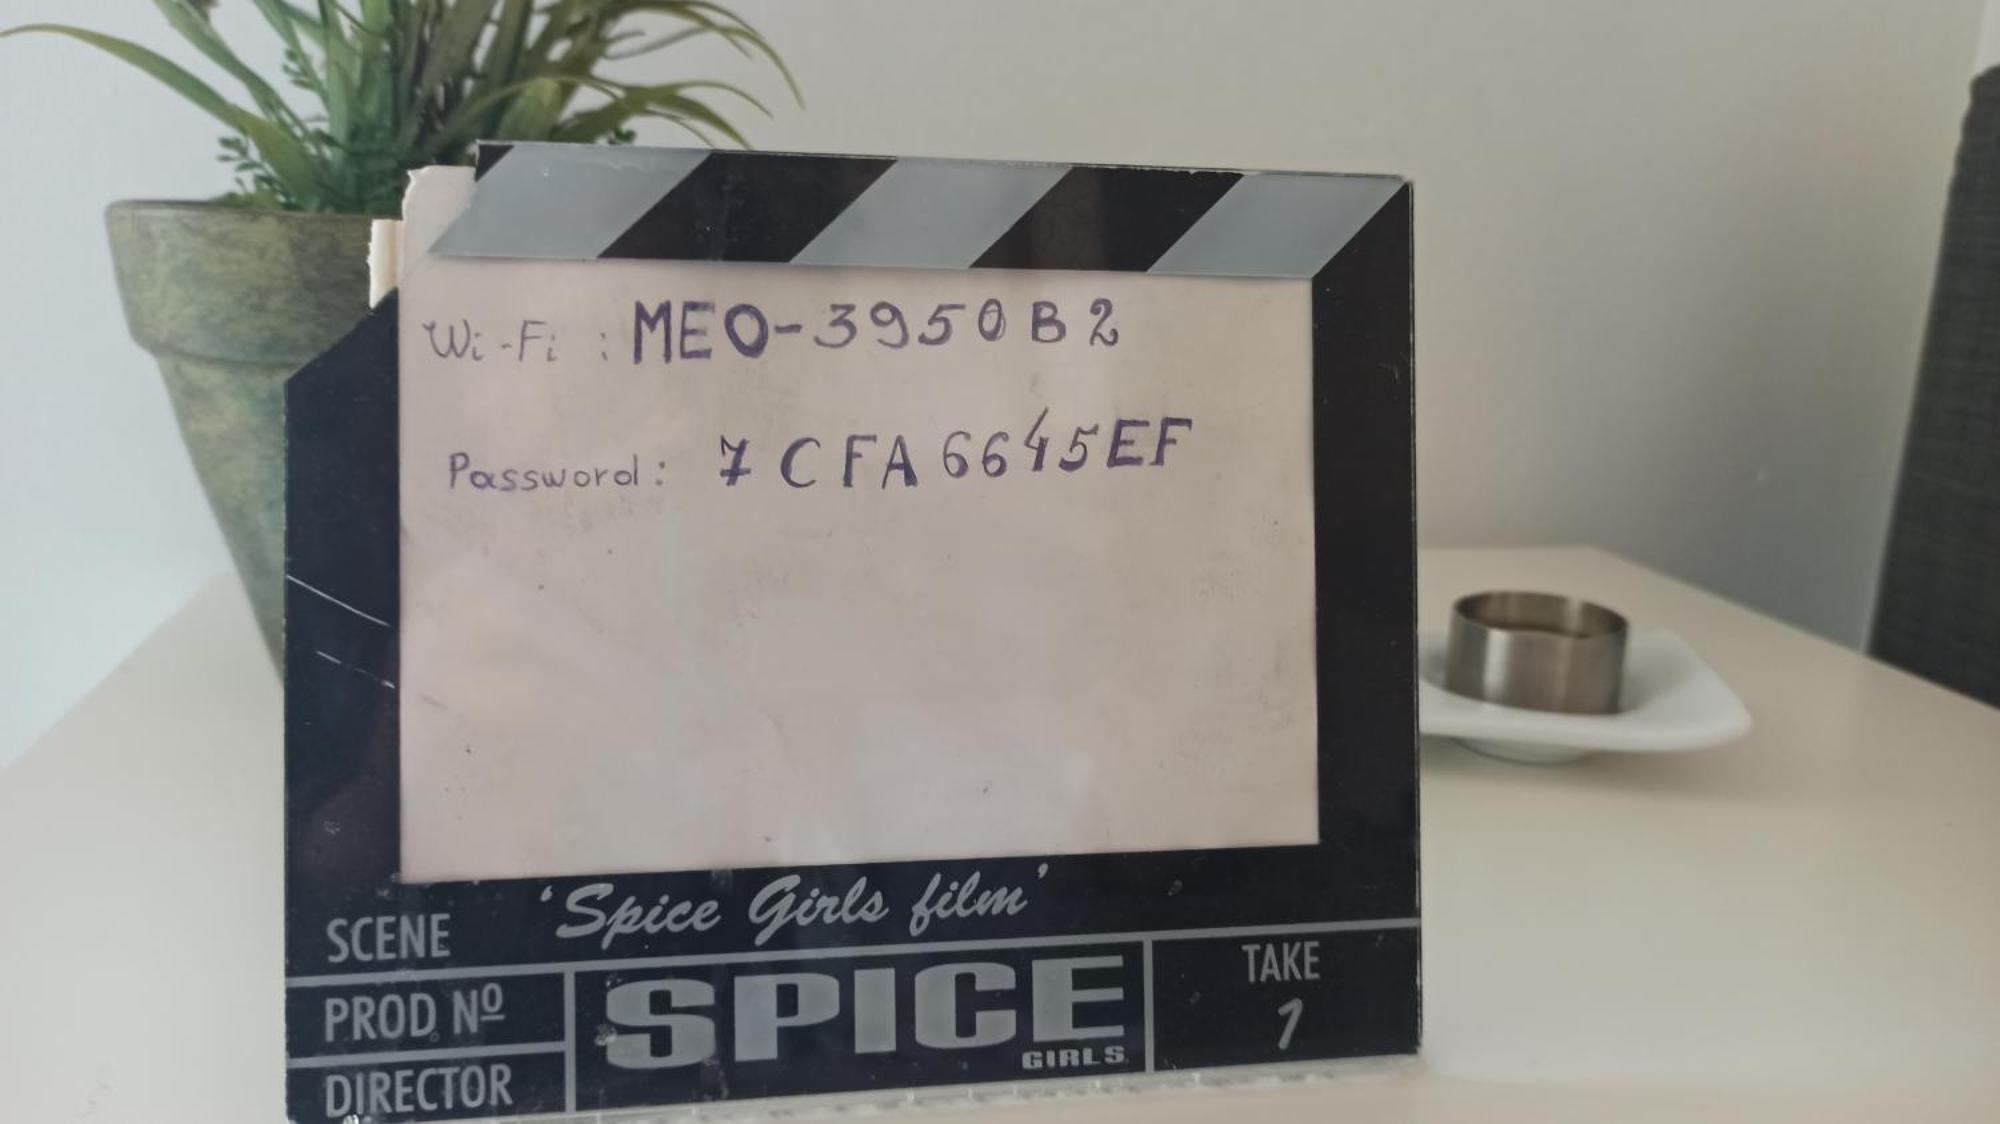 Wi-Fi : MEO-3950B2
Password: 7CFA6645EF
SCENE 'Spice Girls film'
PROD Nº
DIRECTOR
SPICE
GIRLS
TAKE
1